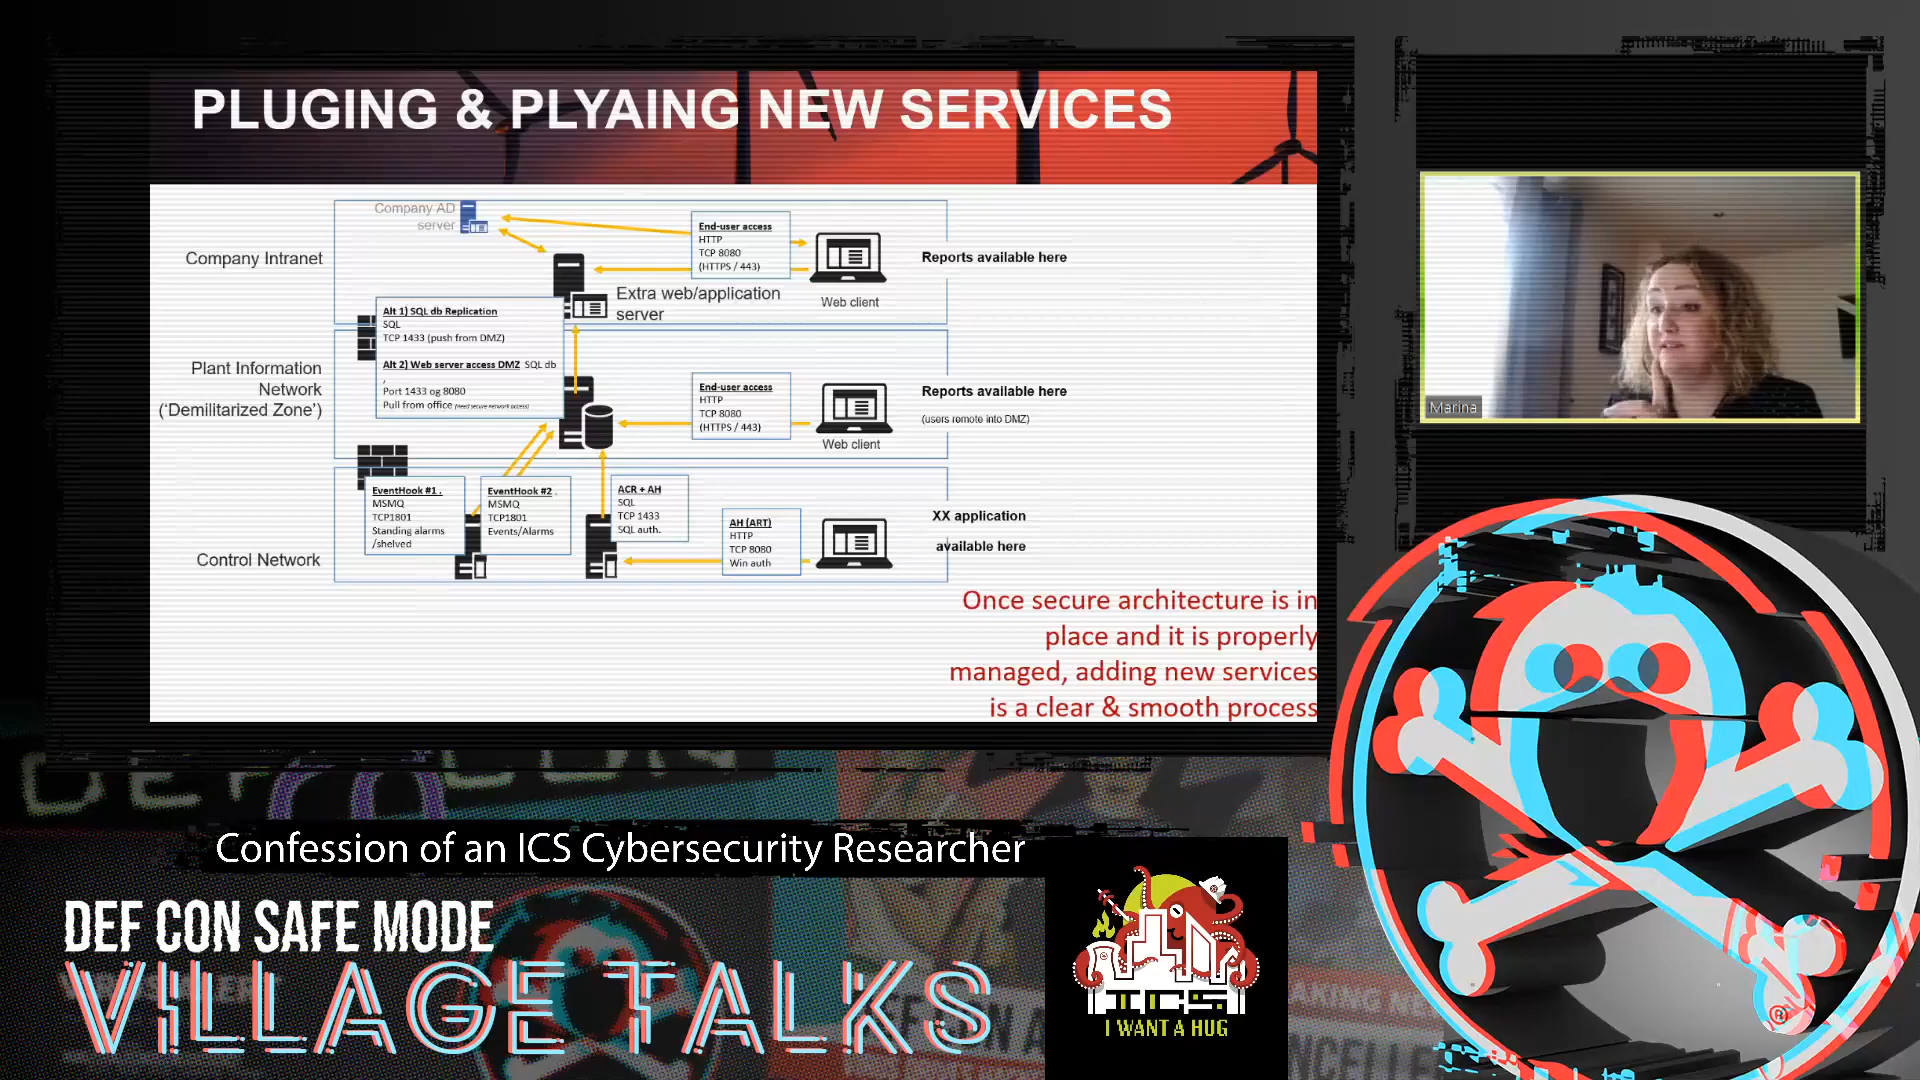 PLUGING & PLYAING NEW SERVICES
Company AD
server
Company Intranet
End-user access
HTTP
TCP 8080
(HTTPS / 443)
Web client
Reports available here
Extra web/application
server
Alt 1) SQL db Replication
SQL
TCP 1433 (push from DMZ)
Alt 2) Web server access DMZ SQL db
,
Port 1433 og 8080
Pull from office (need secure network access)
Plant Information
Network
('Demilitarized Zone')
End-user access
HTTP
TCP 8080
(HTTPS / 443)
Web client
Reports available here
(users remote into DMZ)
EventHook #1 .
MSMQ
TCP1801
Standing alarms
/shelved
EventHook #2 .
MSMQ
TCP1801
Events/Alarms
ACR + AH
SQL
TCP 1433
SQL auth.
AH (ART)
HTTP
TCP 8080
Win auth
XX application
available here
Control Network
Once secure architecture is in
place and it is properly
managed, adding new services
is a clear & smooth process
Marina
Confession of an ICS Cybersecurity Researcher
DEF CON SAFE MODE
VILLAGE TALKS
ICS
I WANT A HUG
®